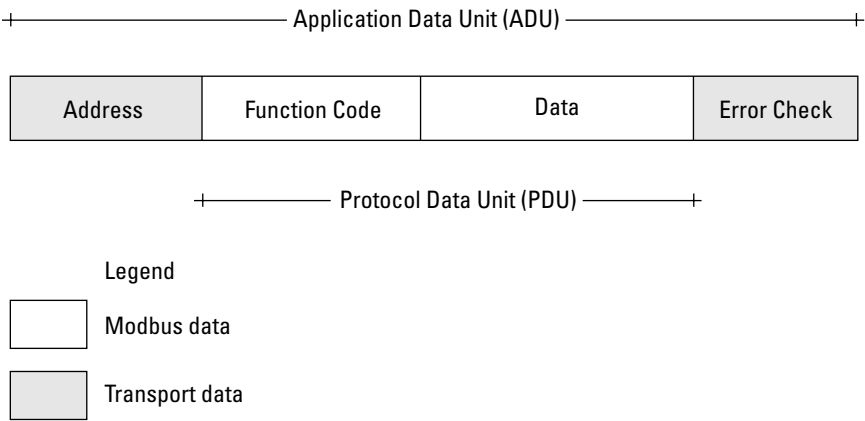 Application Data Unit (ADU)
Address Function Code Data Error Check
Protocol Data Unit (PDU)
Legend
Modbus data
Transport data